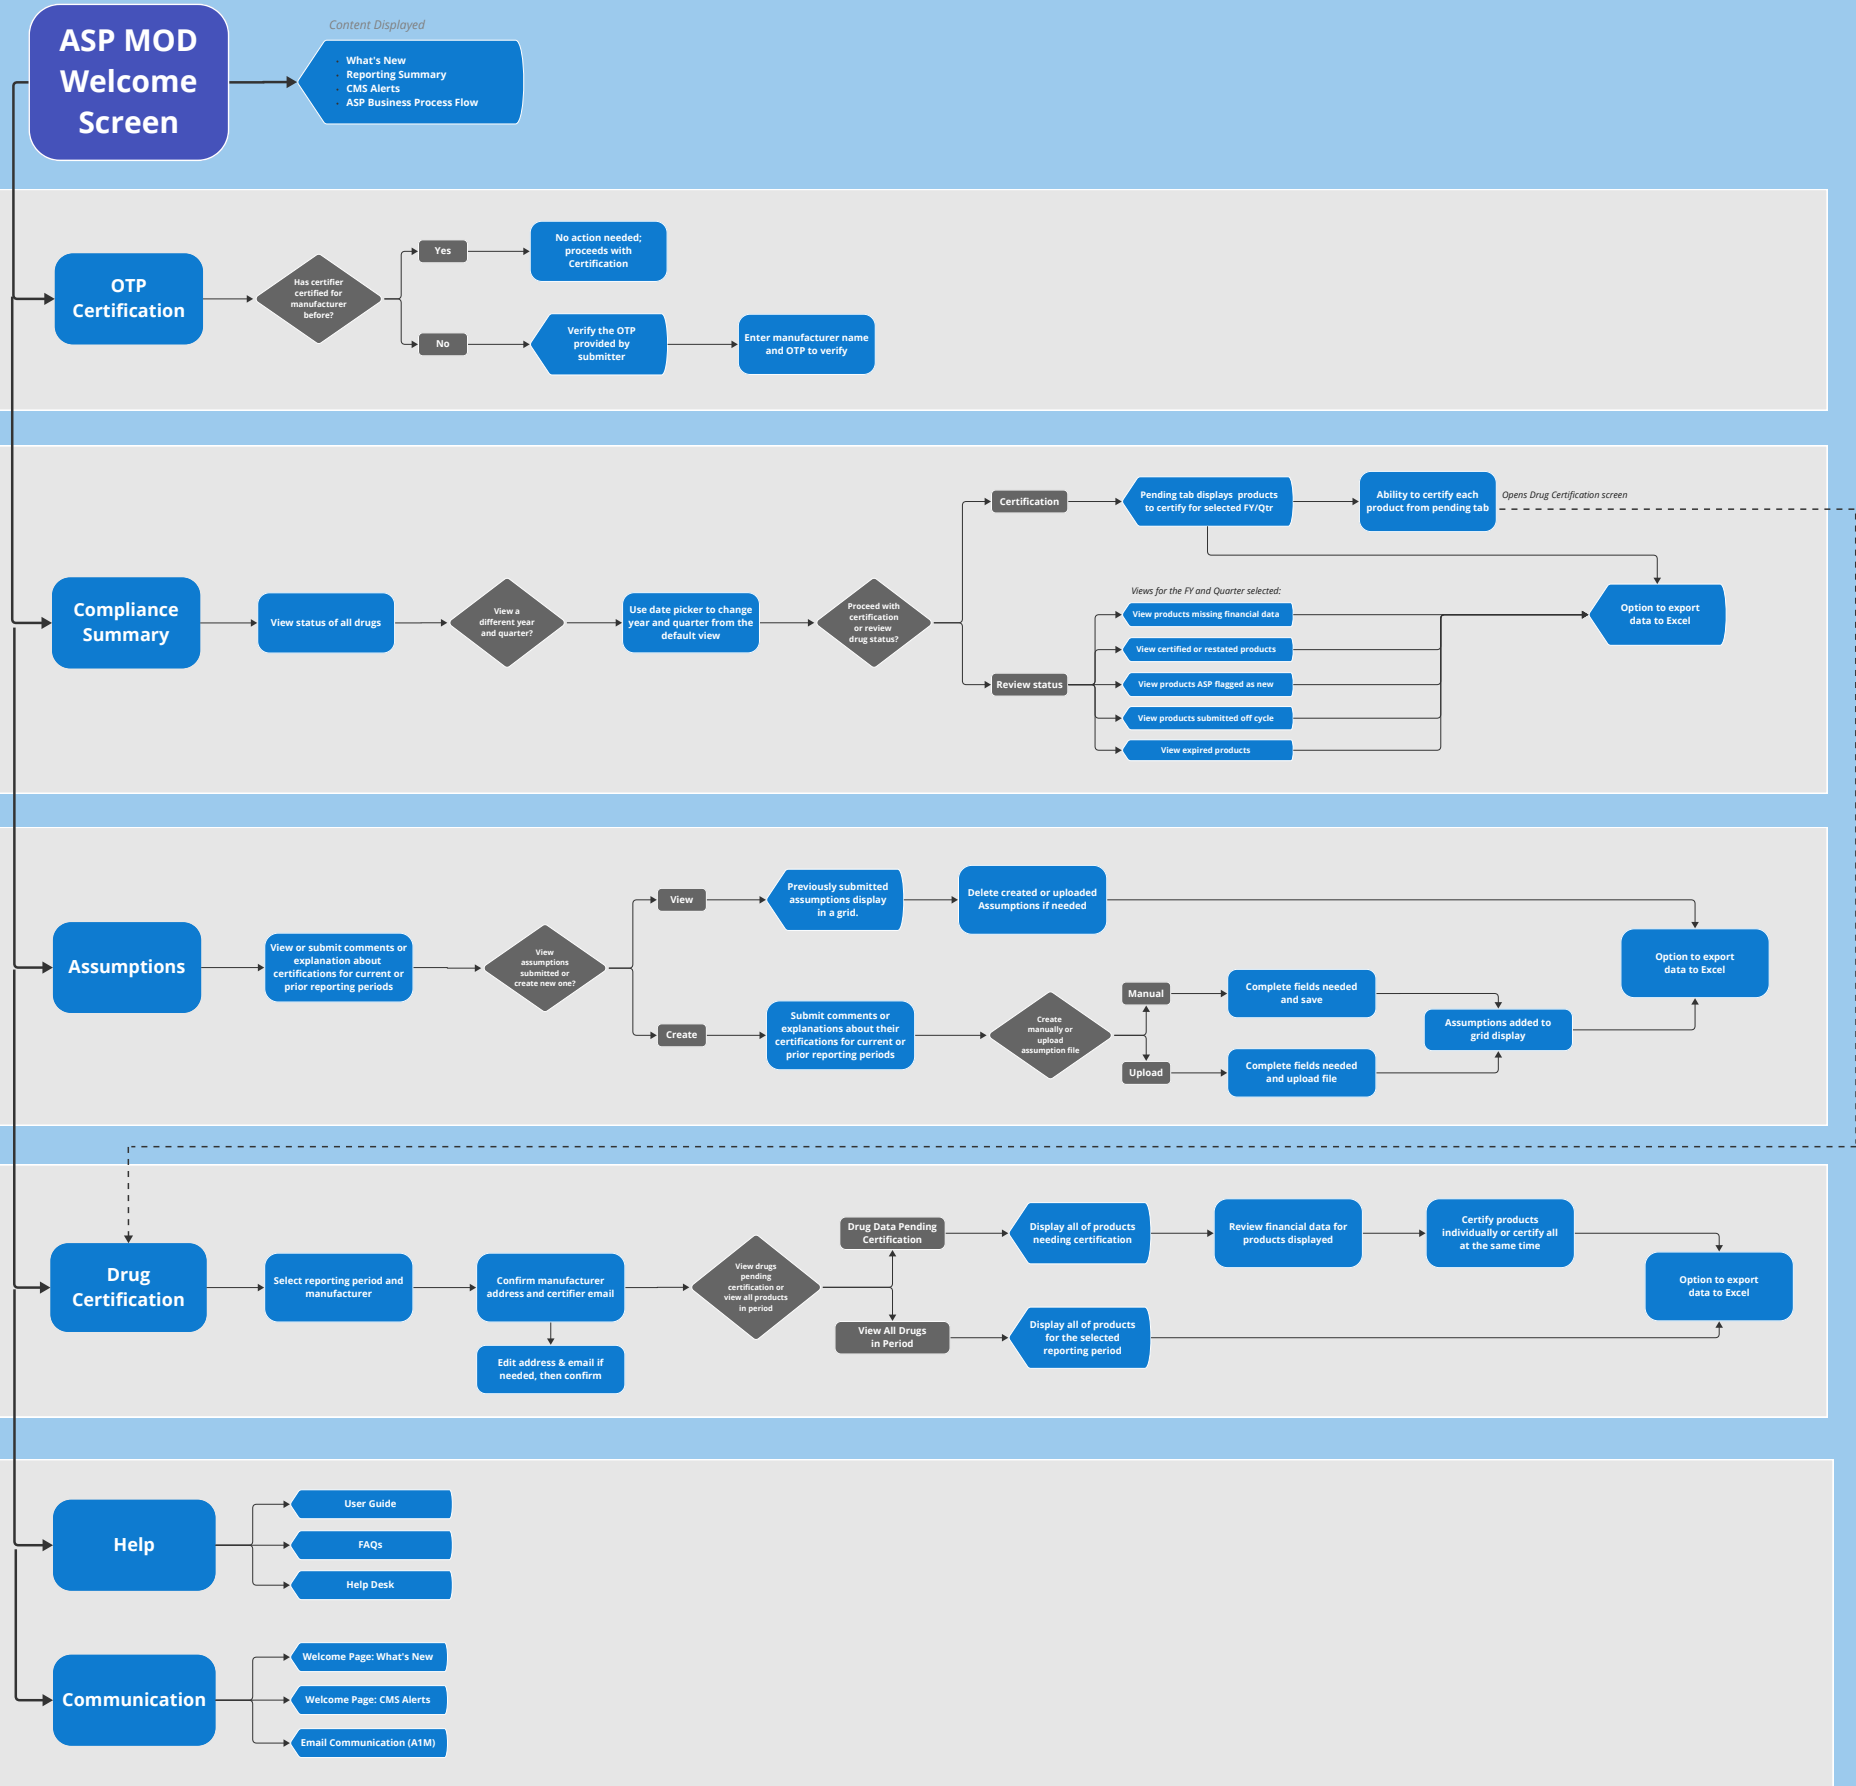 ASP MOD
Welcome
Screen
Content Displayed
What's New
Reporting Summary
CMS Alerts
ASP Business Process Flow
OTP
Certification
Has certifier
certified for
manufacturer
before?
Yes
No action needed;
proceeds with
Certification
No
Verify the OTP
provided by
submitter
Enter manufacturer name
and OTP to verify
Compliance
Summary
View status of all drugs
View a
different year
and quarter?
Use date picker to change
year and quarter from the
default view
Proceed with
certification
or review
drug status?
Certification
Pending tab displays products
to certify for selected FY/Qtr
Ability to certify each
product from pending tab
Opens Drug Certification screen
Review status
Views for the FY and Quarter selected:
View products missing financial data
View certified or restated products
View products ASP flagged as new
View products submitted off cycle
View expired products
Option to export
data to Excel
Assumptions
View or submit comments or
explanation about
certifications for current or
prior reporting periods
View
assumptions
submitted or
create new one?
View
Previously submitted
assumptions display
in a grid.
Delete created or uploaded
Assumptions if needed
Create
Submit comments or
explanations about their
certifications for current or
prior reporting periods
Create
manually or
upload
assumption file
Manual
Complete fields needed
and save
Upload
Complete fields needed
and upload file
Assumptions added to
grid display
Option to export
data to Excel
Drug
Certification
Select reporting period and
manufacturer
Confirm manufacturer
address and certifier email
Edit address & email if
needed, then confirm
View drugs
pending
certification or
view all products
in period
Drug Data Pending
Certification
Display all of products
needing certification
Review financial data for
products displayed
Certify products
individually or certify all
at the same time
View All Drugs
in Period
Display all of products
for the selected
reporting period
Option to export
data to Excel
Help
User Guide
FAQs
Help Desk
Communication
Welcome Page: What's New
Welcome Page: CMS Alerts
Email Communication (A1M)